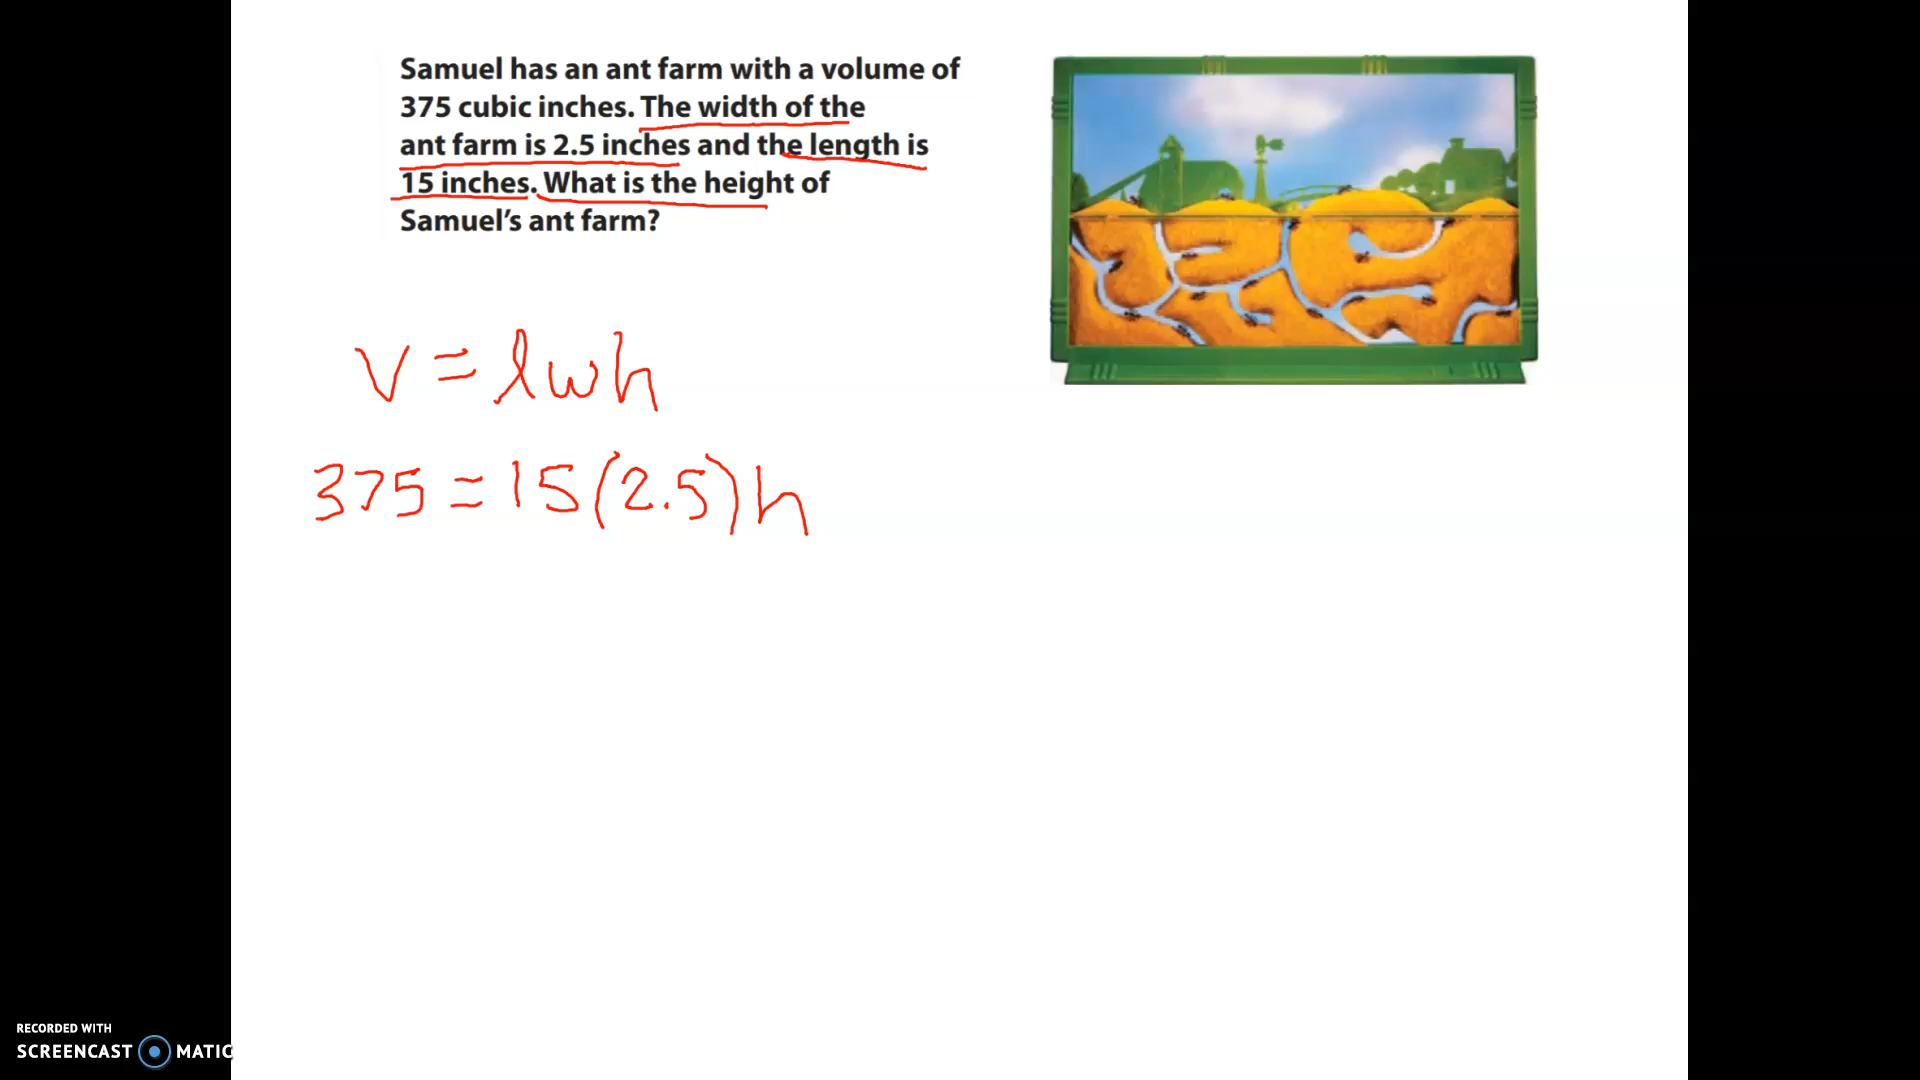 Samuel has an ant farm with a volume of
375 cubic inches. The width of the
ant farm is 2.5 inches and the length is
15 inches. What is the height of
Samuel's ant farm?
V = lwh
375 = 15(2.5)h
RECORDED WITH
SCREENCAST MATIC